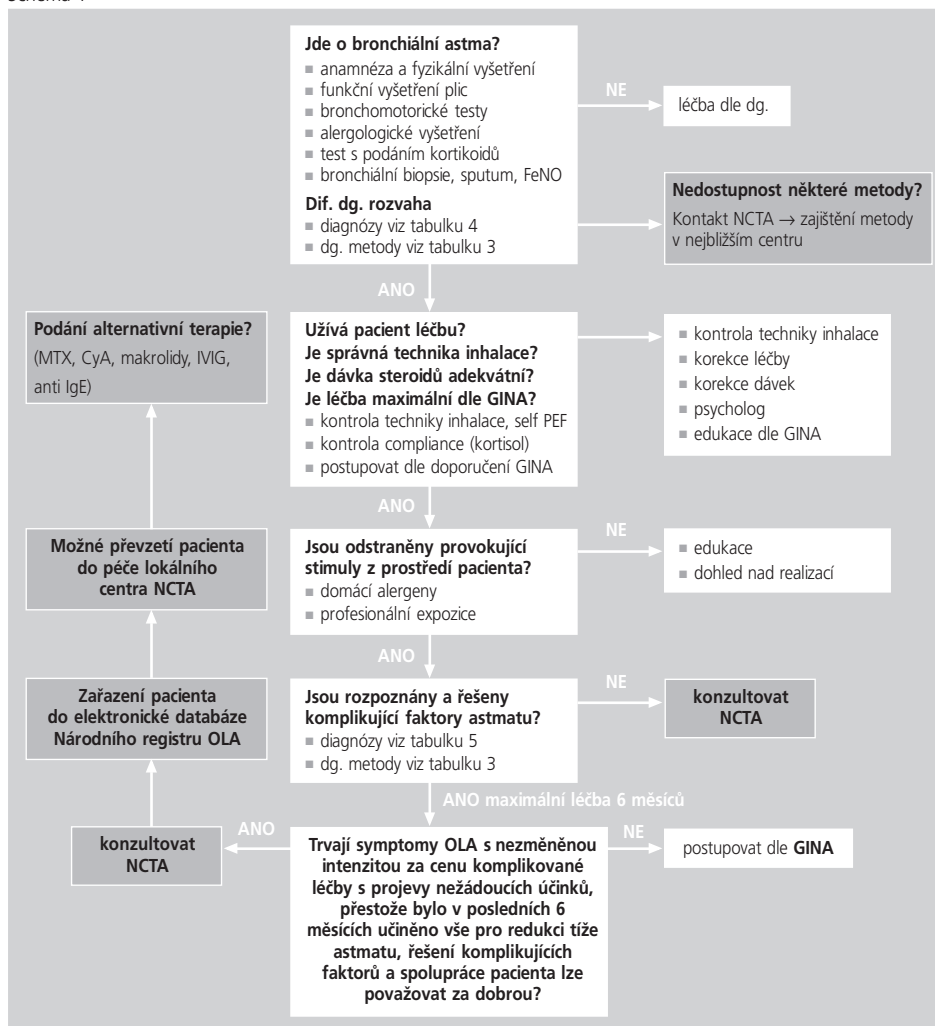 Jde o bronchiální astma?
■ anamnéza a fyzikální vyšetření
■ funkční vyšetření plic
■ bronchomotorické testy
■ alergologické vyšetření
■ test s podáním kortikoidů
■ bronchiální biopsie, sputum, FeNO
Dif. dg. rozvaha
■ diagnózy viz tabulku 4
■ dg. metody viz tabulku 3
NE
léčba dle dg.
Nedostupnost některé metody?
Kontakt NCTA → zajištění metody
v nejbližším centru
ANO
Podání alternativní terapie?
(MTX, CyA, makrolidy, IVIG,
anti IgE)
Užívá pacient léčbu?
Je správná technika inhalace?
Je dávka steroidů adekvátní?
Je léčba maximální dle GINA?
■ kontrola techniky inhalace, self PEF
■ kontrola compliance (kortisol)
■ postupovat dle doporučení GINA
■ kontrola techniky inhalace
■ korekce léčby
■ korekce dávek
■ psycholog
■ edukace dle GINA
ANO
Možné převzetí pacienta
do péče lokálního
centra NCTA
Jsou odstraněny provokující
stimuly z prostředí pacienta?
■ domácí alergeny
■ profesionální expozice
NE
■ edukace
■ dohled nad realizací
ANO
Zařazení pacienta
do elektronické databáze
Národního registru OLA
Jsou rozpoznány a řešeny
komplikující faktory astmatu?
■ diagnózy viz tabulku 5
■ dg. metody viz tabulku 3
NE
konzultovat
NCTA
ANO maximální léčba 6 měsíců
konzultovat
NCTA
ANO
Trvají symptomy OLA s nezměněnou
intenzitou za cenu komplikované
léčby s projevy nežádoucích účinků,
přestože bylo v posledních 6
měsících učiněno vše pro redukci tíže
astmatu, řešení komplikujících
faktorů a spolupráce pacienta lze
považovat za dobrou?
NE
postupovat dle GINA